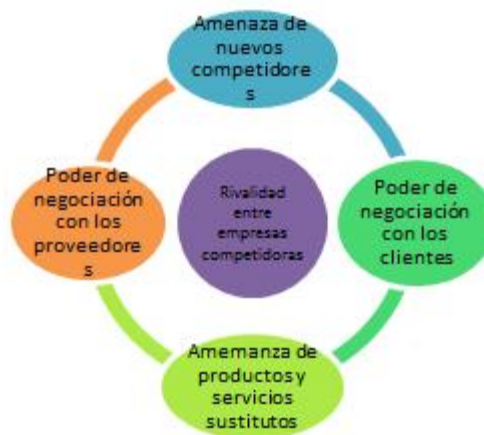 Amenaza de
nuevos
competidore
s
Poder de
negociación
con los
proveedore
s
Rivalidad
entre
empresas
competidoras
Poder de
negociación
con los
clientes
Amemanza de
productos y
servicios
sustitutos